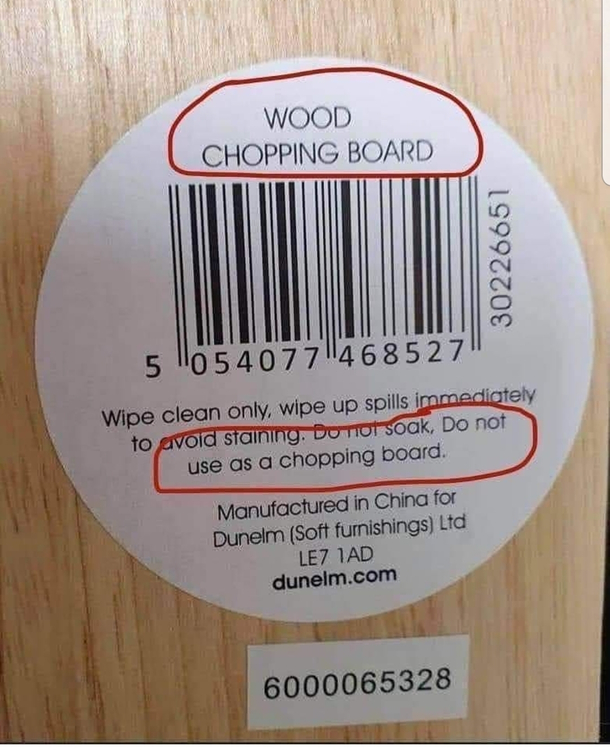 WOOD
CHOPPING BOARD
30226651
5 054077 468527
Wipe clean only, wipe up spills immediately
to avoid staining. Do not soak, Do not
use as a chopping board.
Manufactured in China for
Dunelm (Soft furnishings) Ltd
LE7 1AD
dunelm.com
6000065328